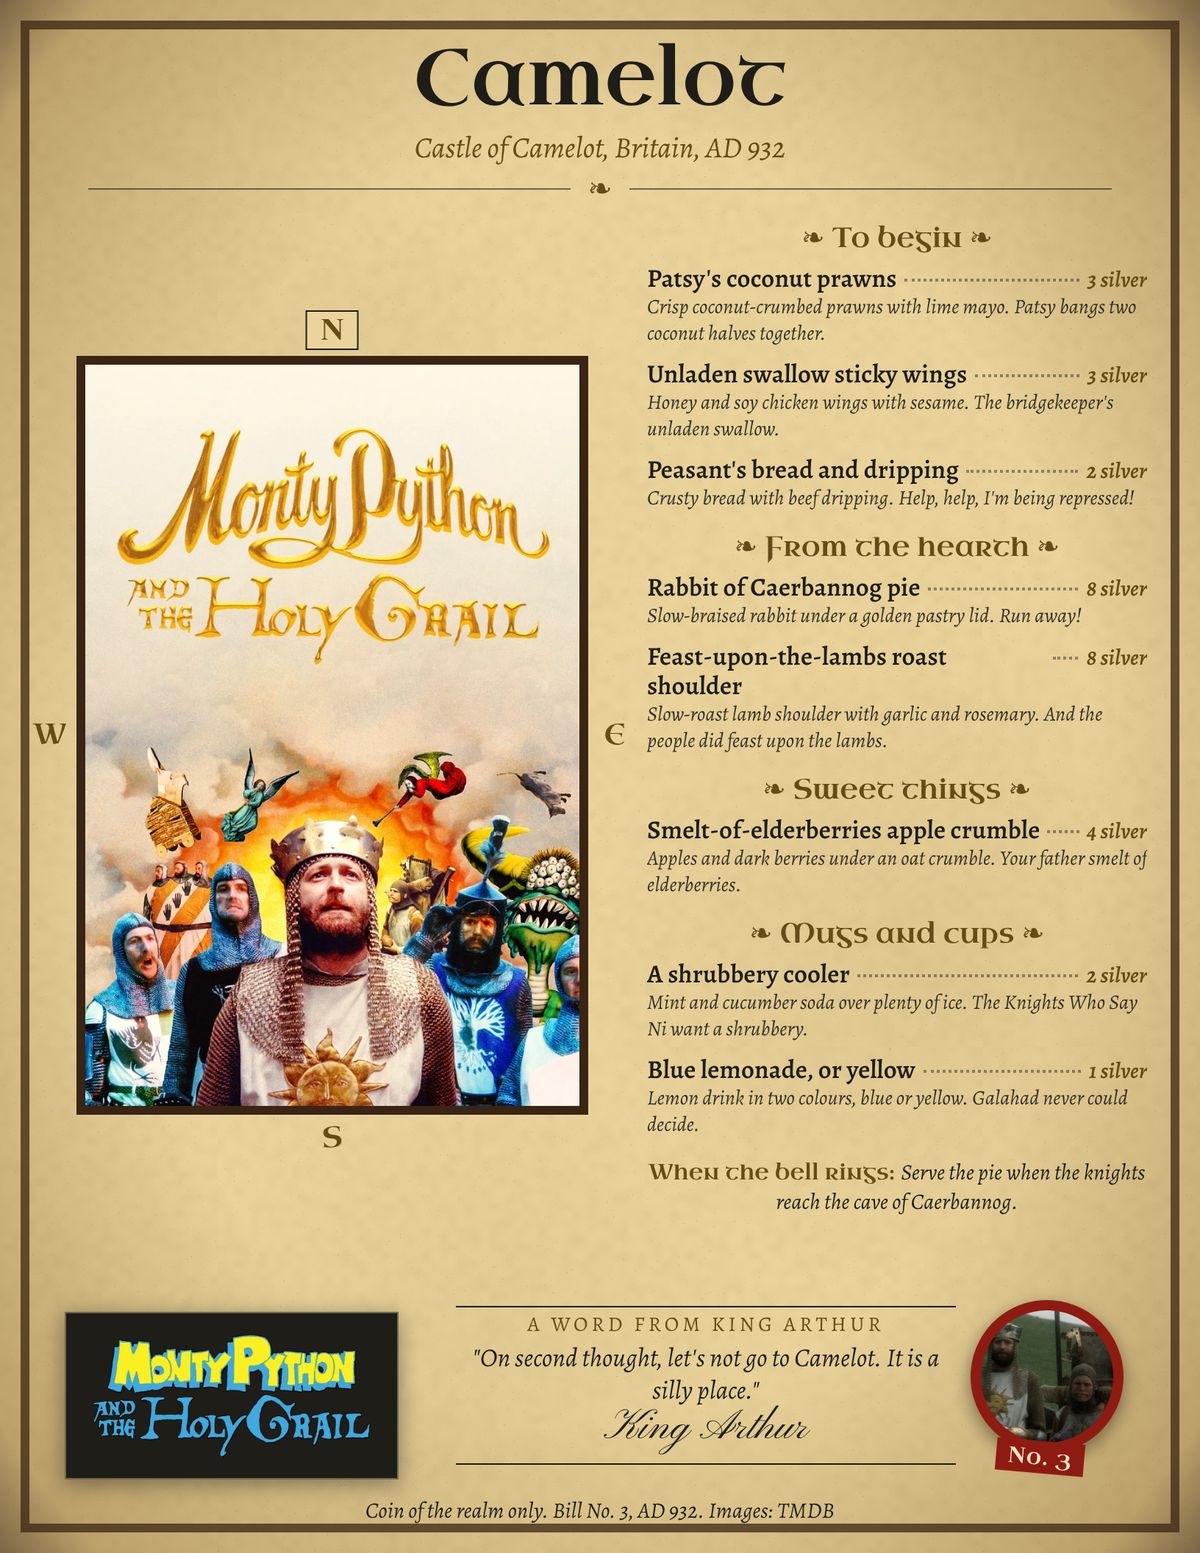 Camelot
Castle of Camelot, Britain, AD 932
❧
N
W
E
S
Monty Python
AND THE Holy Grail
❧ To begin ❧
Patsy's coconut prawns 3 silver
Crisp coconut-crumbed prawns with lime mayo. Patsy bangs two
coconut halves together.
Unladen swallow sticky wings 3 silver
Honey and soy chicken wings with sesame. The bridgekeeper's
unladen swallow.
Peasant's bread and dripping 2 silver
Crusty bread with beef dripping. Help, help, I'm being repressed!
❧ From the hearth ❧
Rabbit of Caerbannog pie 8 silver
Slow-braised rabbit under a golden pastry lid. Run away!
Feast-upon-the-lambs roast 8 silver
shoulder
Slow-roast lamb shoulder with garlic and rosemary. And the
people did feast upon the lambs.
❧ Sweet things ❧
Smelt-of-elderberries apple crumble 4 silver
Apples and dark berries under an oat crumble. Your father smelt of
elderberries.
❧ Mugs and cups ❧
A shrubbery cooler 2 silver
Mint and cucumber soda over plenty of ice. The Knights Who Say
Ni want a shrubbery.
Blue lemonade, or yellow 1 silver
Lemon drink in two colours, blue or yellow. Galahad never could
decide.
When the bell rings: Serve the pie when the knights
reach the cave of Caerbannog.
Monty Python
AND THE Holy Grail
A WORD FROM KING ARTHUR
"On second thought, let's not go to Camelot. It is a
silly place."
King Arthur
No. 3
Coin of the realm only. Bill No. 3, AD 932. Images: TMDB